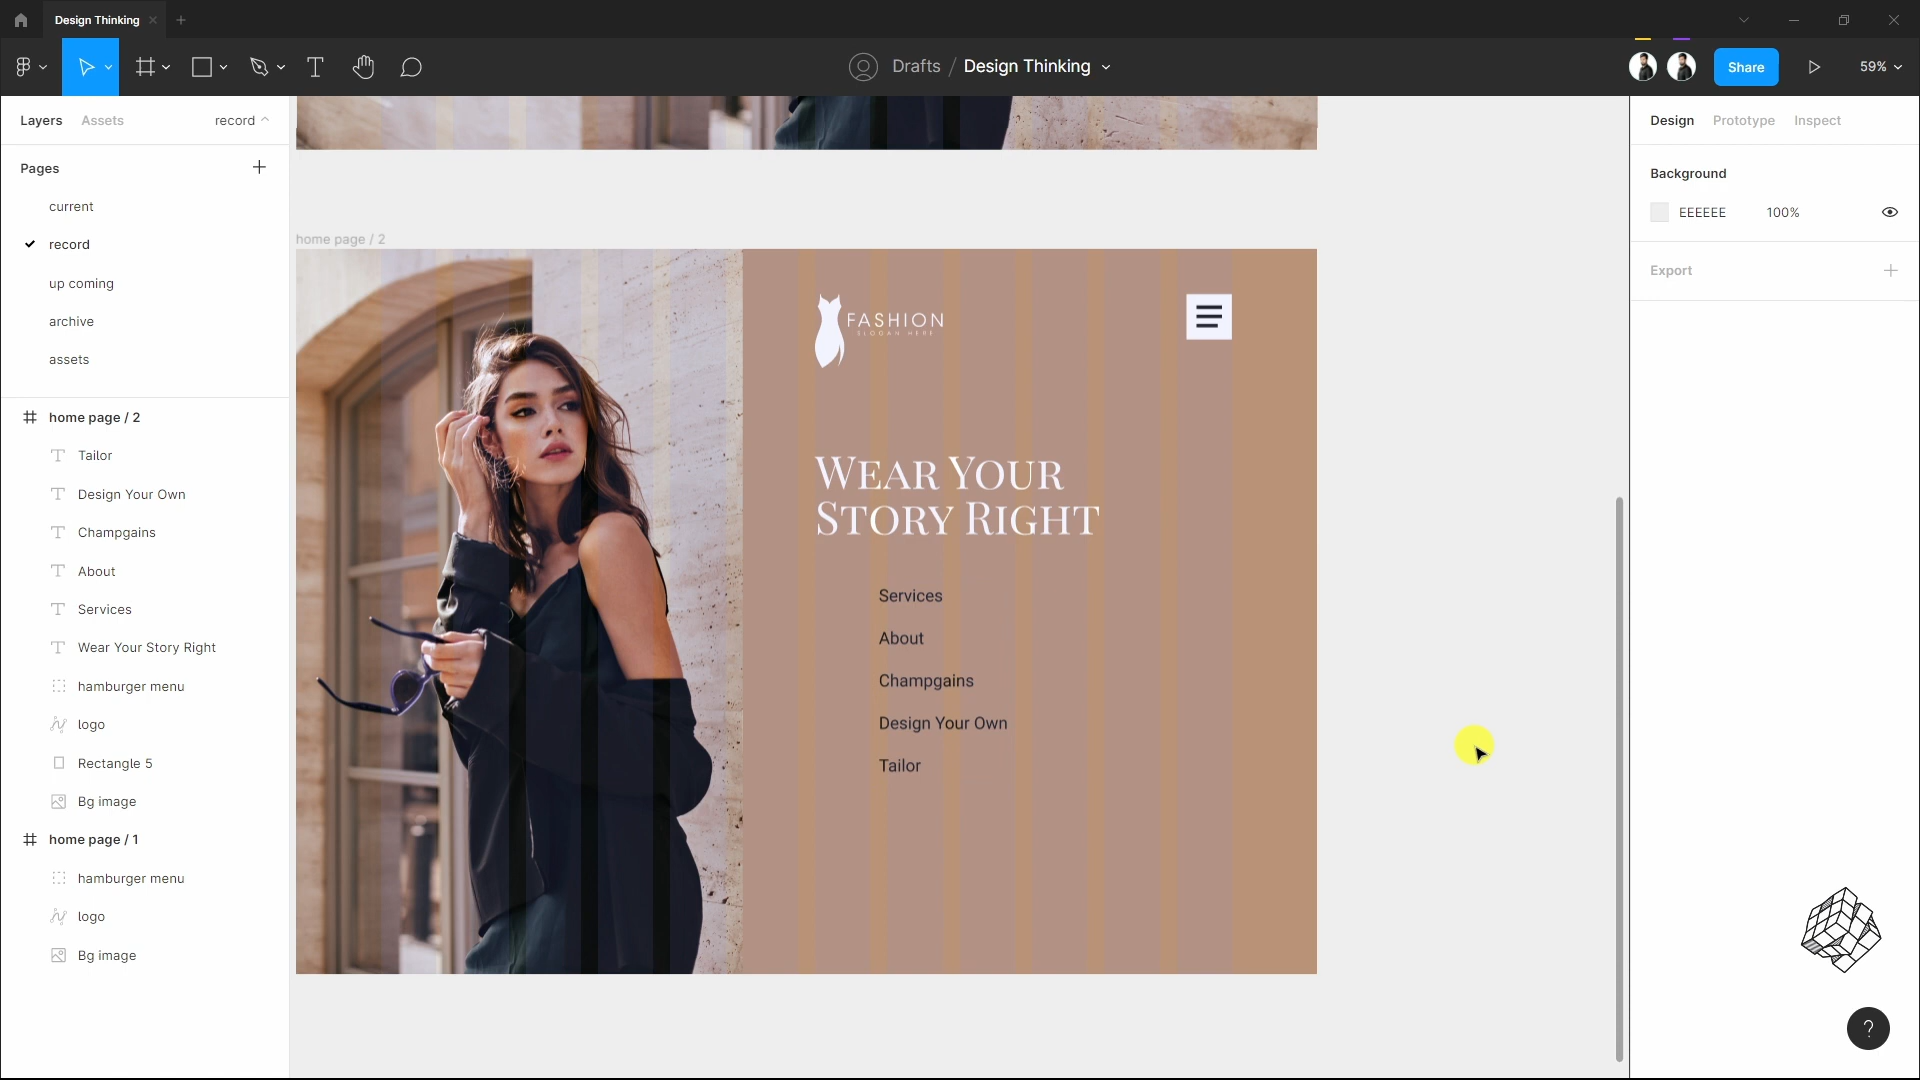 Design Thinking
Drafts / Design Thinking
Share
59%
Layers
Assets
record
Pages
current
record
up coming
archive
assets
home page / 2
Tailor
Design Your Own
Champgains
About
Services
Wear Your Story Right
hamburger menu
logo
Rectangle 5
Bg image
home page / 1
hamburger menu
logo
Bg image
home page / 2
FASHION
SLOGAN HERE
WEAR YOUR
STORY RIGHT
Services
About
Champgains
Design Your Own
Tailor
Design
Prototype
Inspect
Background
EEEEEE
100%
Export
?